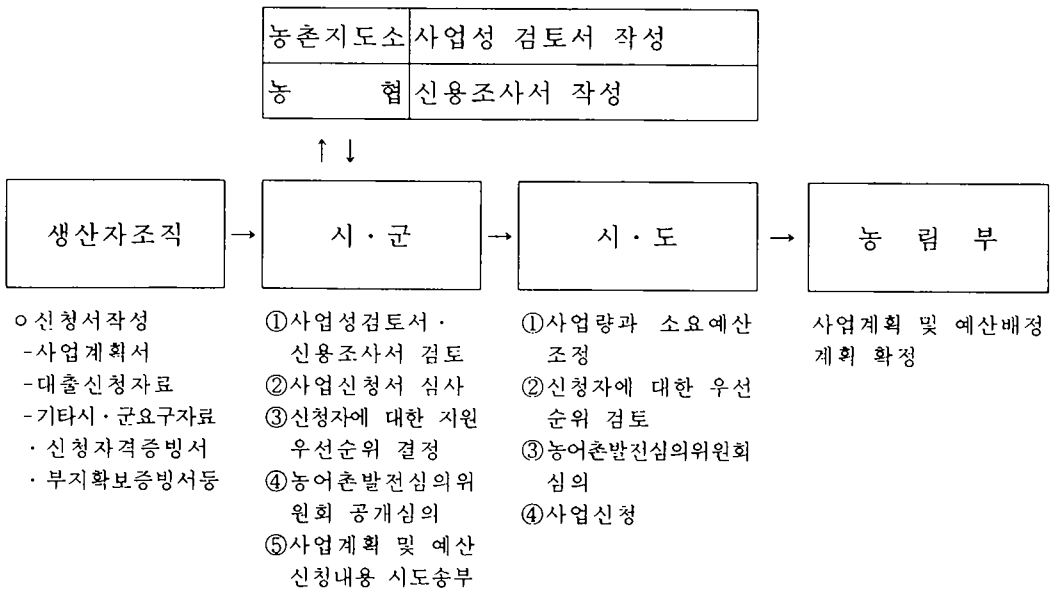 농촌지도소 사업성 검토서 작성
농 협 신용조사서 작성
↑ ↓
생산자조직 → 시·군 → 시·도 → 농 림 부
ㅇ신청서작성
-사업계획서
-대출신청자료
-기타시·군요구자료
·신청자격증빙서
·부지확보증빙서등
①사업성검토서·
신용조사서 검토
②사업신청서 심사
③신청자에 대한 지원
우선순위 결정
④농어촌발전심의위
원회 공개심의
⑤사업계획 및 예산
신청내용 시도송부
①사업량과 소요예산
조정
②신청자에 대한 우선
순위 검토
③농어촌발전심의위원회
심의
④사업신청
사업계획 및 예산배정
계획 확정